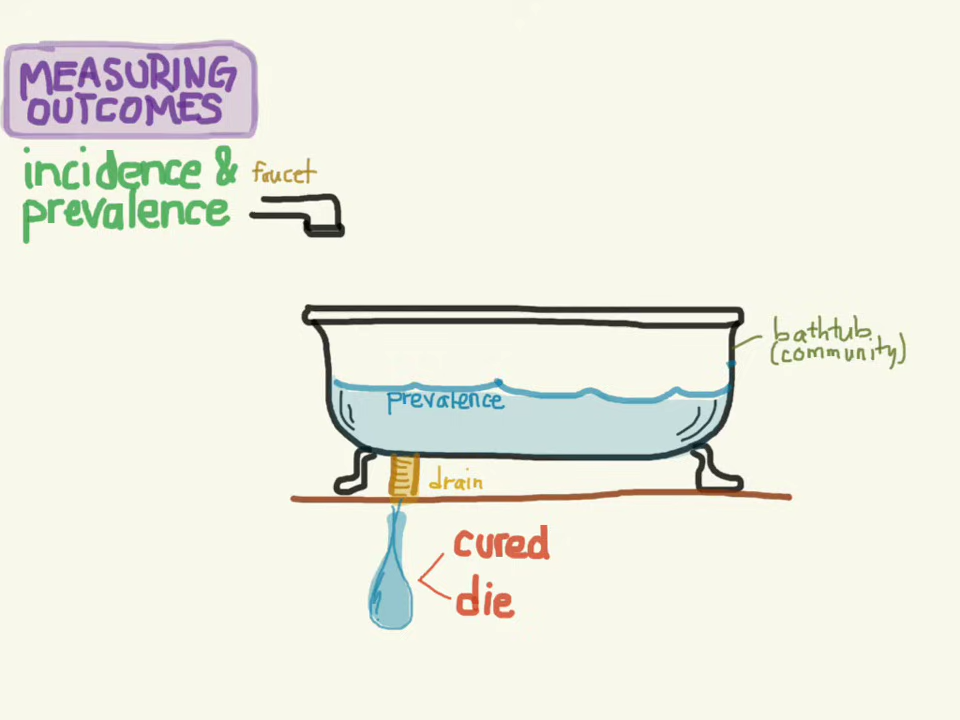 MEASURING
OUTCOMES
incidence &
prevalence
faucet
bathtub
(community)
prevalence
drain
cured
die